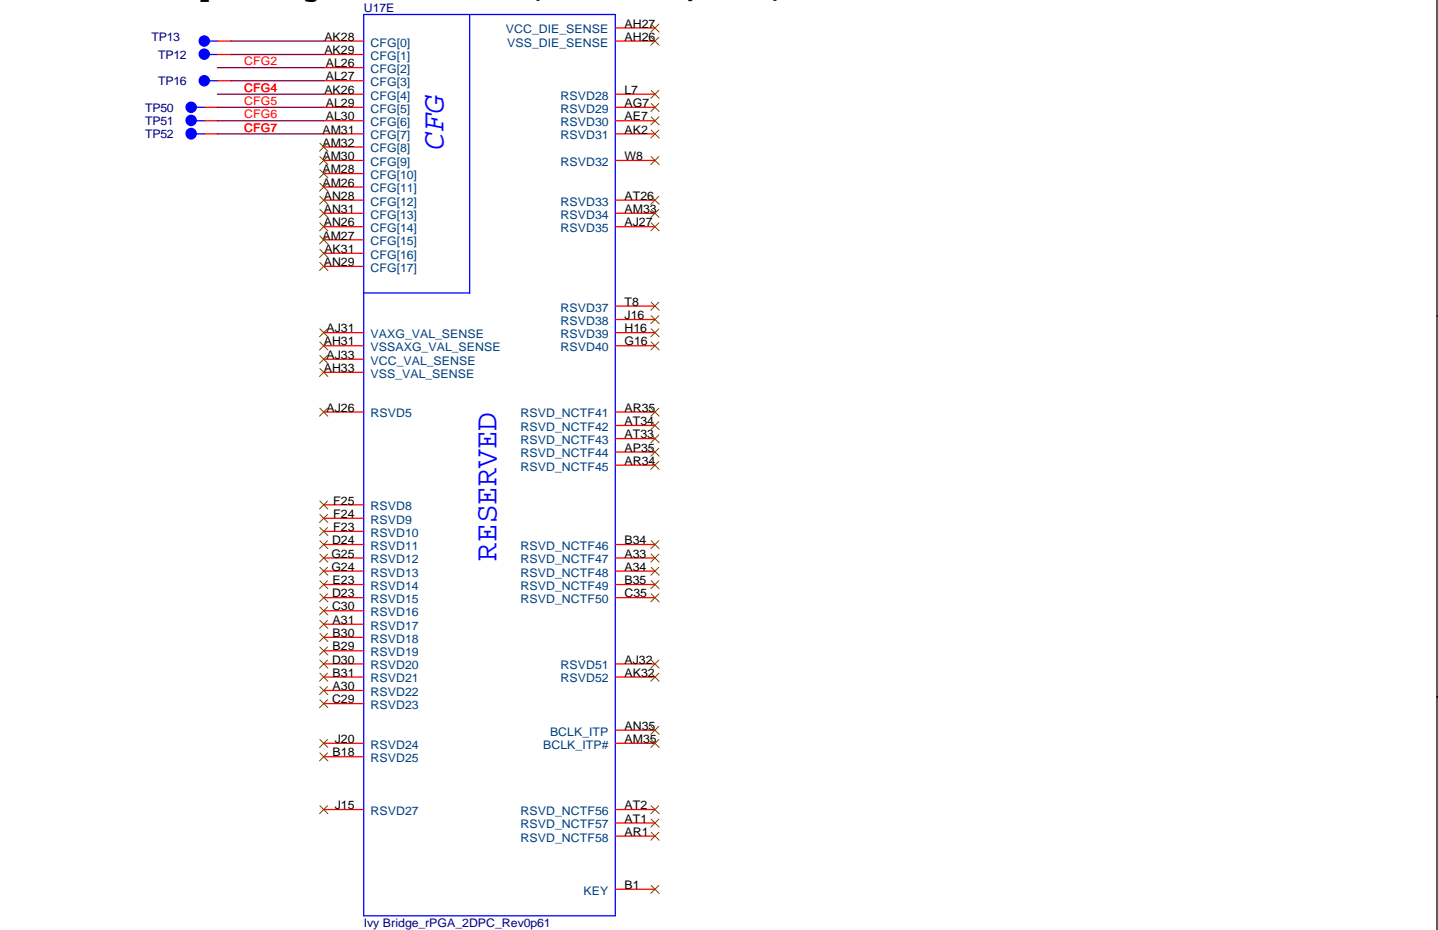 U17E
TP13 AK28 CFG[0]
TP12 AK29 CFG[1]
CFG2 AL26 CFG[2]
TP16 AL27 CFG[3]
CFG4 AK26 CFG[4]
TP50 CFG5 AL29 CFG[5]
TP51 CFG6 AL30 CFG[6]
TP52 CFG7 AM31 CFG[7]
AM32 CFG[8]
AM30 CFG[9]
AM28 CFG[10]
AM26 CFG[11]
AN28 CFG[12]
AN31 CFG[13]
AN26 CFG[14]
AM27 CFG[15]
AK31 CFG[16]
AN29 CFG[17]
CFG
AJ31 VAXG_VAL_SENSE
AH31 VSSAXG_VAL_SENSE
AJ33 VCC_VAL_SENSE
AH33 VSS_VAL_SENSE
AJ26 RSVD5
F25 RSVD8
F24 RSVD9
F23 RSVD10
D24 RSVD11
G25 RSVD12
G24 RSVD13
E23 RSVD14
D23 RSVD15
C30 RSVD16
A31 RSVD17
B30 RSVD18
B29 RSVD19
D30 RSVD20
B31 RSVD21
A30 RSVD22
C29 RSVD23
J20 RSVD24
B18 RSVD25
J15 RSVD27
RESERVED
VCC_DIE_SENSE AH27
VSS_DIE_SENSE AH26
RSVD28 L7
RSVD29 AG7
RSVD30 AE7
RSVD31 AK2
RSVD32 W8
RSVD33 AT26
RSVD34 AM33
RSVD35 AJ27
RSVD37 T8
RSVD38 J16
RSVD39 H16
RSVD40 G16
RSVD_NCTF41 AR35
RSVD_NCTF42 AT34
RSVD_NCTF43 AT33
RSVD_NCTF44 AP35
RSVD_NCTF45 AR34
RSVD_NCTF46 B34
RSVD_NCTF47 A33
RSVD_NCTF48 A34
RSVD_NCTF49 B35
RSVD_NCTF50 C35
RSVD51 AJ32
RSVD52 AK32
BCLK_ITP AN35
BCLK_ITP# AM35
RSVD_NCTF56 AT2
RSVD_NCTF57 AT1
RSVD_NCTF58 AR1
KEY B1
Ivy Bridge_rPGA_2DPC_Rev0p61